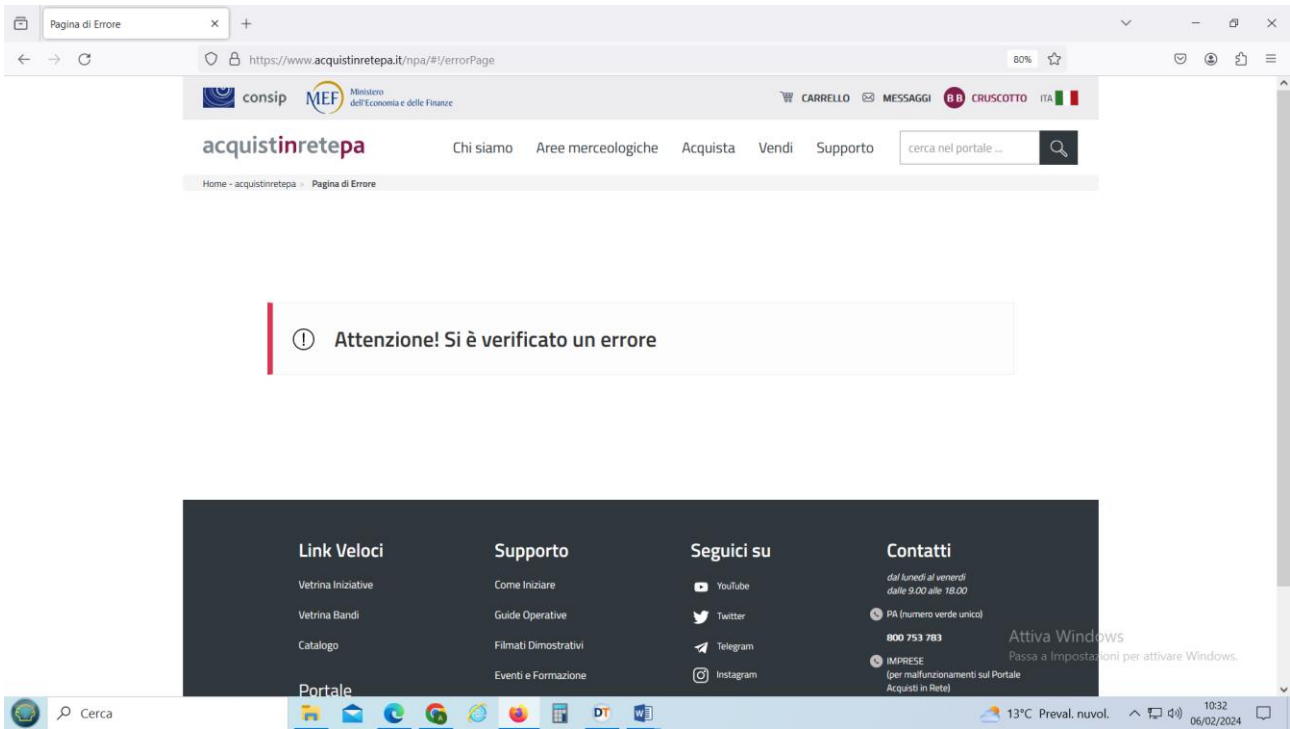 Pagina di Errore
https://www.acquistinretepa.it/npa/#!/errorPage
80%
consip
MEF Ministero
dell'Economia e delle Finanze
CARRELLO MESSAGGI BB CRUSCOTTO ITA
acquistinretepa
Chi siamo Aree merceologiche Acquista Vendi Supporto cerca nel portale ...
Home - acquistinretepa > Pagina di Errore
Attenzione! Si è verificato un errore
Link Veloci
Vetrina Iniziative
Vetrina Bandi
Catalogo
Portale
Supporto
Come Iniziare
Guide Operative
Filmati Dimostrativi
Eventi e Formazione
Seguici su
YouTube
Twitter
Telegram
Instagram
Contatti
dal lunedì al venerdì
dalle 9.00 alle 18.00
PA (numero verde unico)
800 753 783
IMPRESE
(per malfunzionamenti sul Portale
Acquisti in Rete)
Attiva Windows
Passa a Impostazioni per attivare Windows.
Cerca
DT
W
13°C Preval. nuvol.
10:32
06/02/2024